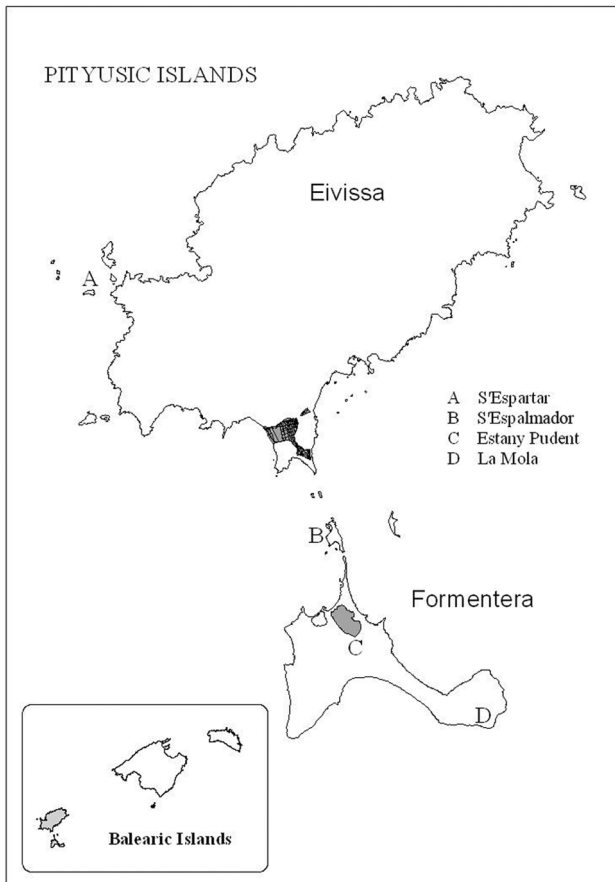 PITYUSIC ISLANDS
Eivissa
A
A S'Espartar
B S'Espalmador
C Estany Pudent
D La Mola
B
Formentera
C
D
Balearic Islands